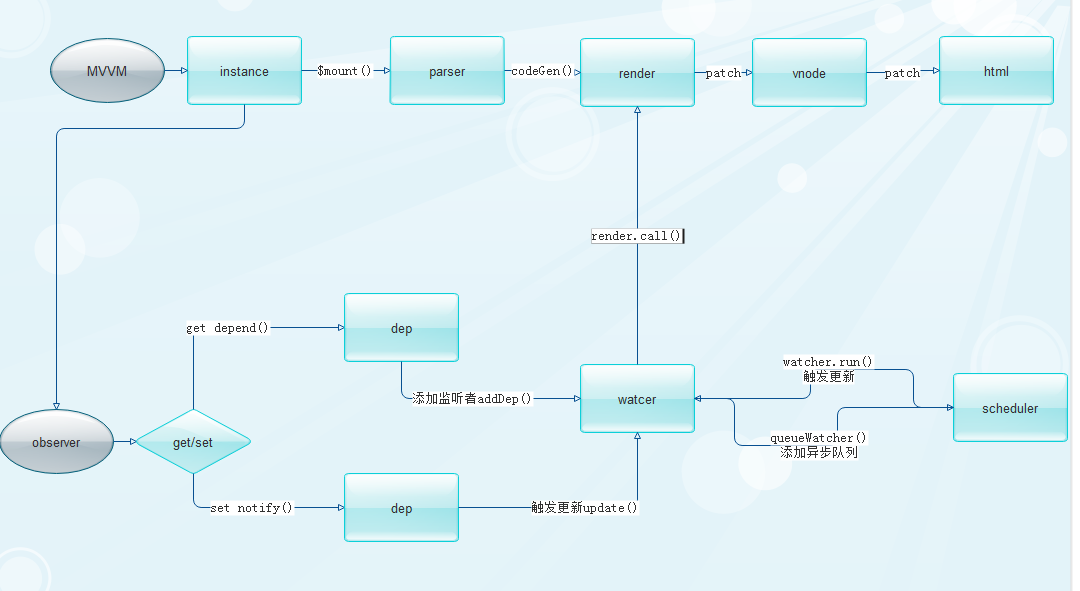 MVVM
instance
$mount()
parser
codeGen()
render
patch
vnode
patch
html
render.call()
get depend()
dep
添加监听者addDep()
watcer
watcher.run()
触发更新
scheduler
queueWatcher()
添加异步队列
observer
get/set
set notify()
dep
触发更新update()